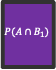 P(A ∩ B₁)